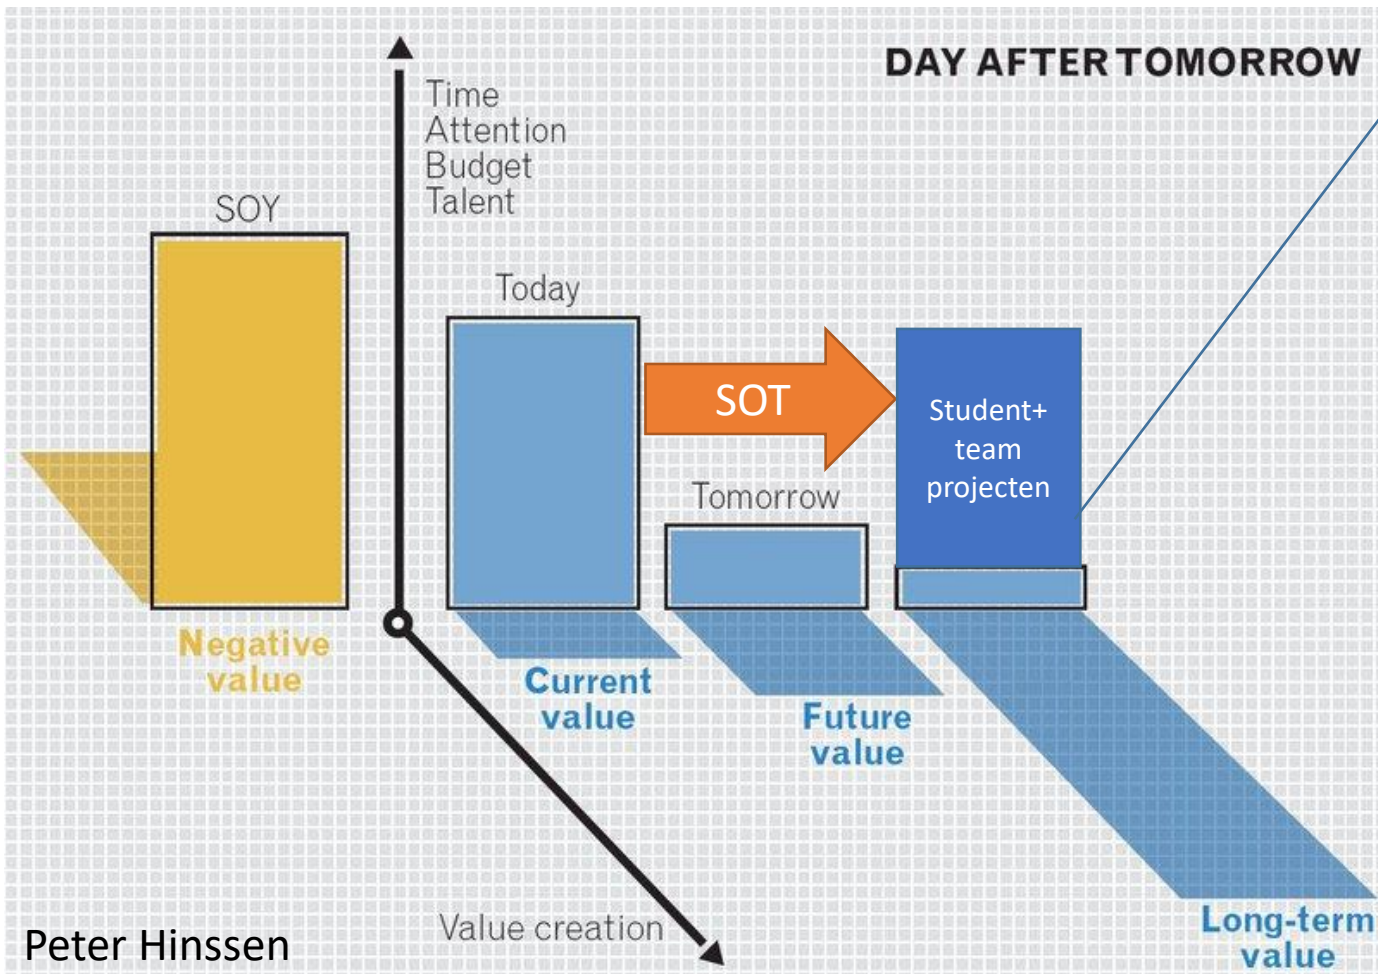 DAY AFTER TOMORROW
Time
Attention
Budget
Talent
SOY
Today
SOT
Student+
team
projecten
Tomorrow
Negative
value
Current
value
Future
value
Value creation
Long-term
value
Peter Hinssen